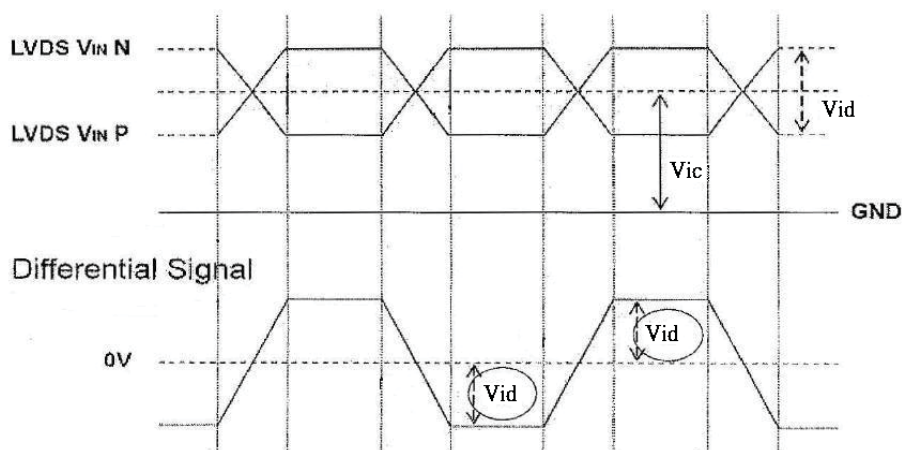 LVDS VIN N
Vid
LVDS VIN P
Vic
GND
Differential Signal
Vid
0V
Vid